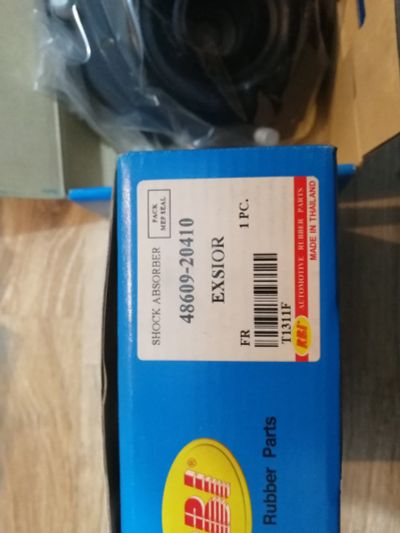 SHOCK ABSORBER
PACK
MEP SEAL
48609-20410
EXSIOR
1 PC.
FR
T1311F
RBI
AUTOMOTIVE RUBBER PARTS
MADE IN THAILAND
RBI ®
Rubber Parts